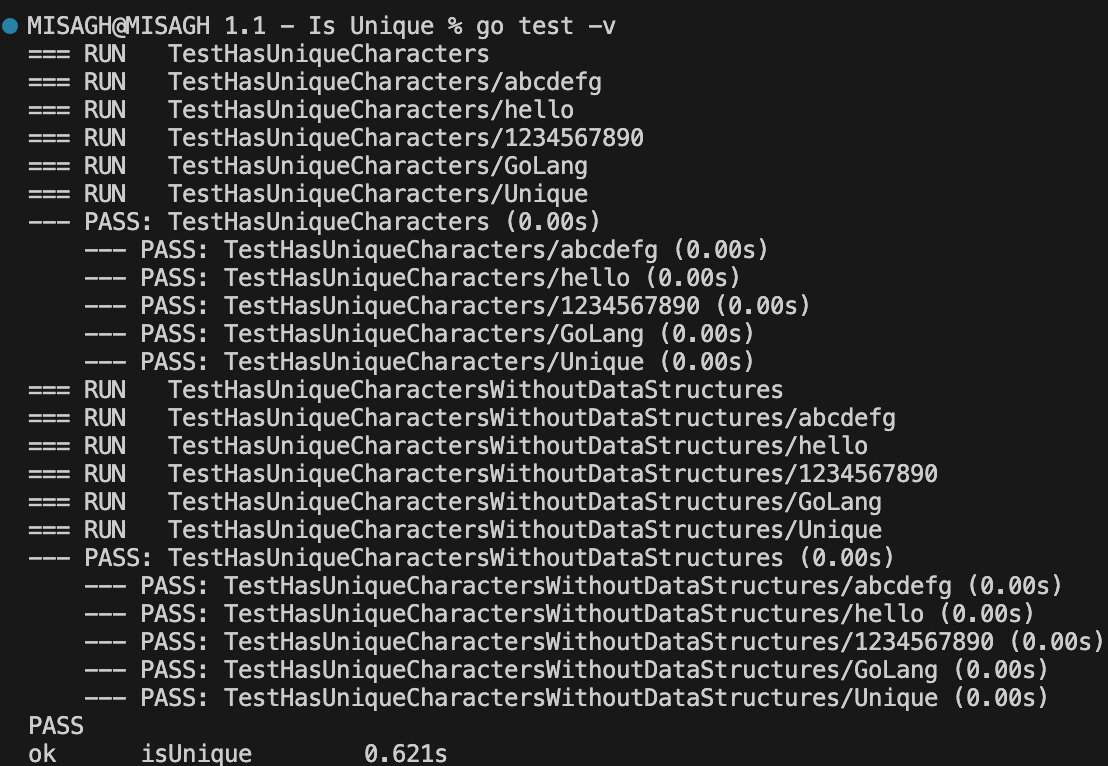 MISAGH@MISAGH 1.1 - Is Unique % go test -v
=== RUN   TestHasUniqueCharacters
=== RUN   TestHasUniqueCharacters/abcdefg
=== RUN   TestHasUniqueCharacters/hello
=== RUN   TestHasUniqueCharacters/1234567890
=== RUN   TestHasUniqueCharacters/GoLang
=== RUN   TestHasUniqueCharacters/Unique
--- PASS: TestHasUniqueCharacters (0.00s)
    --- PASS: TestHasUniqueCharacters/abcdefg (0.00s)
    --- PASS: TestHasUniqueCharacters/hello (0.00s)
    --- PASS: TestHasUniqueCharacters/1234567890 (0.00s)
    --- PASS: TestHasUniqueCharacters/GoLang (0.00s)
    --- PASS: TestHasUniqueCharacters/Unique (0.00s)
=== RUN   TestHasUniqueCharactersWithoutDataStructures
=== RUN   TestHasUniqueCharactersWithoutDataStructures/abcdefg
=== RUN   TestHasUniqueCharactersWithoutDataStructures/hello
=== RUN   TestHasUniqueCharactersWithoutDataStructures/1234567890
=== RUN   TestHasUniqueCharactersWithoutDataStructures/GoLang
=== RUN   TestHasUniqueCharactersWithoutDataStructures/Unique
--- PASS: TestHasUniqueCharactersWithoutDataStructures (0.00s)
    --- PASS: TestHasUniqueCharactersWithoutDataStructures/abcdefg (0.00s)
    --- PASS: TestHasUniqueCharactersWithoutDataStructures/hello (0.00s)
    --- PASS: TestHasUniqueCharactersWithoutDataStructures/1234567890 (0.00s)
    --- PASS: TestHasUniqueCharactersWithoutDataStructures/GoLang (0.00s)
    --- PASS: TestHasUniqueCharactersWithoutDataStructures/Unique (0.00s)
PASS
ok      isUnique        0.621s